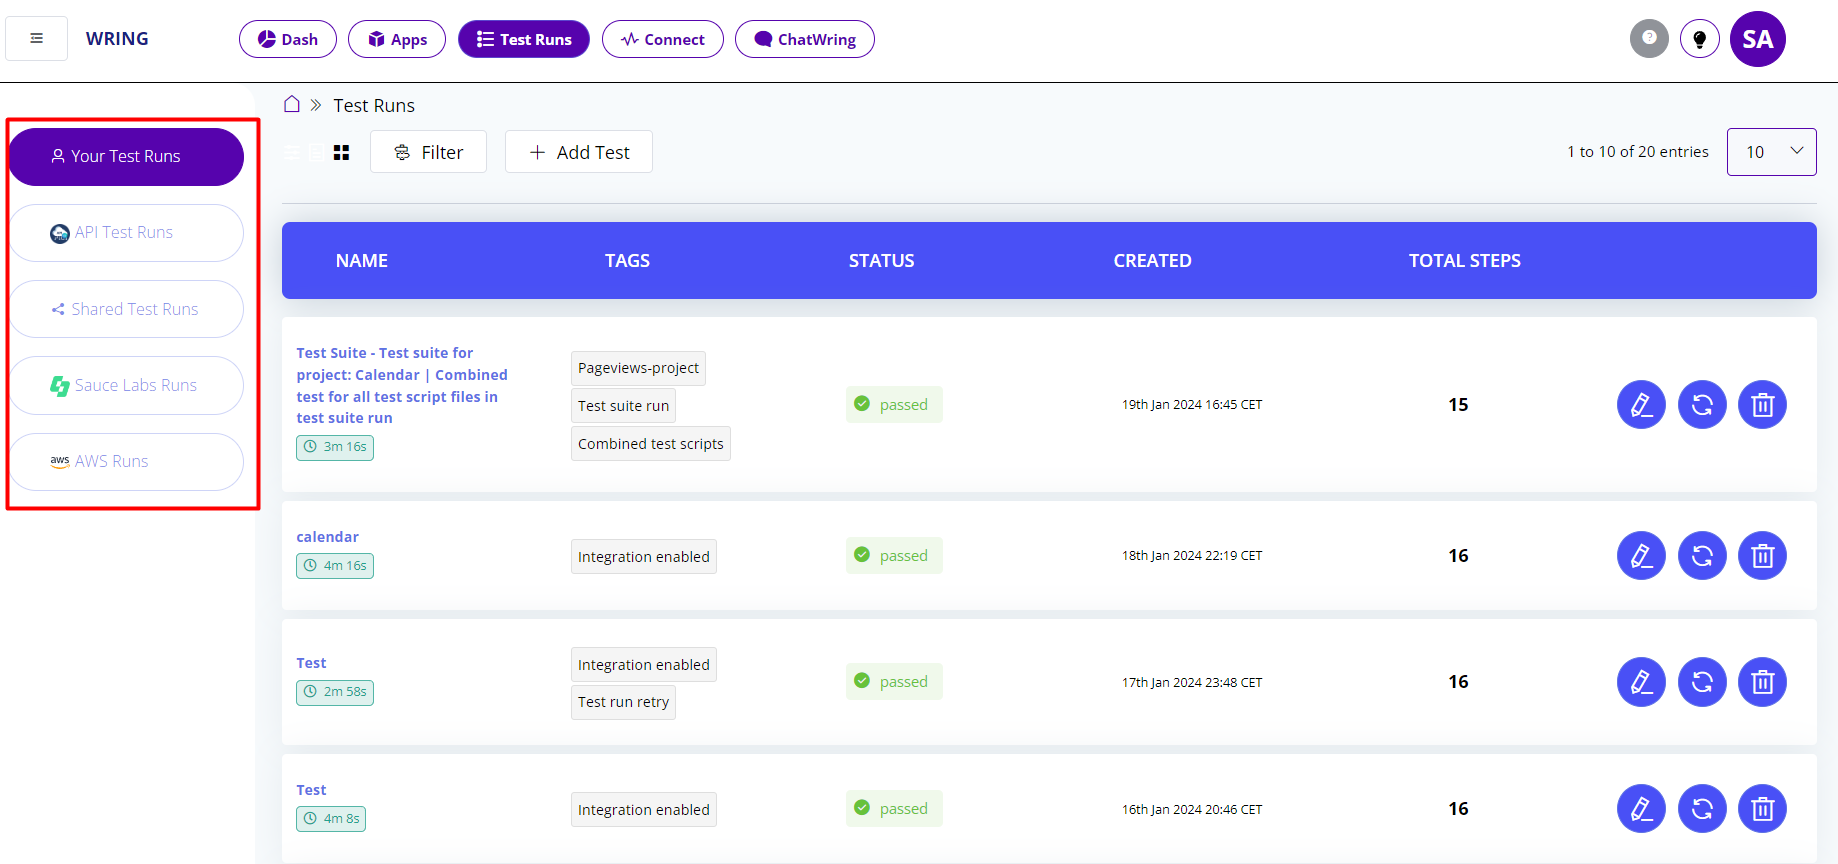 WRING
Dash
Apps
Test Runs
Connect
ChatWring
?
SA
Your Test Runs
API Test Runs
Shared Test Runs
Sauce Labs Runs
aws AWS Runs
Test Runs
Filter
Add Test
1 to 10 of 20 entries
10
NAME TAGS STATUS CREATED TOTAL STEPS
Test Suite - Test suite for
project: Calendar | Combined
test for all test script files in
test suite run
3m 16s
Pageviews-project
Test suite run
Combined test scripts
passed
19th Jan 2024 16:45 CET
15
calendar
4m 16s
Integration enabled
passed
18th Jan 2024 22:19 CET
16
Test
2m 58s
Integration enabled
Test run retry
passed
17th Jan 2024 23:48 CET
16
Test
4m 8s
Integration enabled
passed
16th Jan 2024 20:46 CET
16